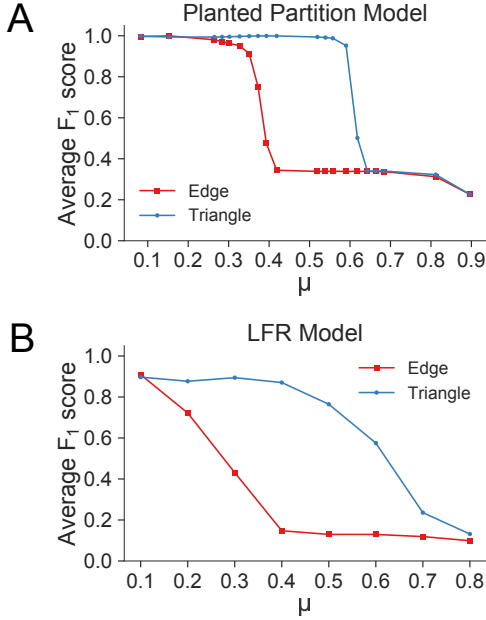 A
Planted Partition Model
Average F1 score
1.0
0.8
0.6
0.4
0.2
0.0
Edge
Triangle
0.1 0.2 0.3 0.4 0.5 0.6 0.7 0.8 0.9
μ
B
LFR Model
Average F1 score
1.0
0.8
0.6
0.4
0.2
0.0
Edge
Triangle
0.1 0.2 0.3 0.4 0.5 0.6 0.7 0.8
μ